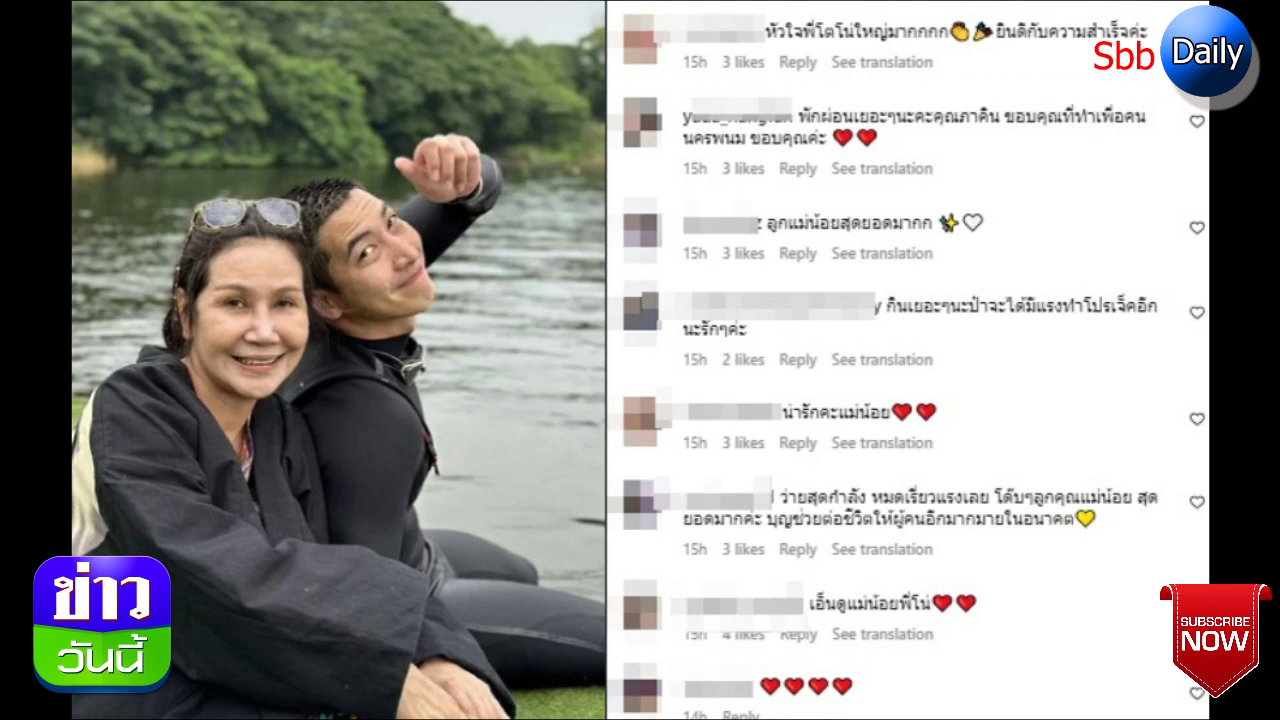 หัวใจพี่โตโน่ใหญ่มากกกก👏🎉ยินดีกับความสำเร็จค่ะ
15h 3 likes Reply See translation
Sbb Daily
พักผ่อนเยอะๆนะคะคุณภาคิน ขอบคุณที่ทำเพื่อคน
นครพนม ขอบคุณค่ะ ❤️❤️
15h 3 likes Reply See translation
z ลูกแม่น้อยสุดยอดมากก ✨🤍
15h 3 likes Reply See translation
y กินเยอะๆนะป๋าจะได้มีแรงทำโปรเจ็คอีก
นะรักๆค่ะ
15h 2 likes Reply See translation
น่ารักคะแม่น้อย❤️❤️
15h 3 likes Reply See translation
ว่ายสุดกำลัง หมดเรี่ยวแรงเลย โด๊บๆลูกคุณแม่น้อย สุด
ยอดมากค่ะ บุญช่วยต่อชีวิตให้ผู้คนอีกมากมายในอนาคต💛
15h 3 likes Reply See translation
เอ็นดูแม่น้อยพี่โน่❤️❤️
15h 4 likes Reply See translation
❤️❤️❤️❤️
14h Reply
ข่าว
วันนี้
SUBSCRIBE
NOW